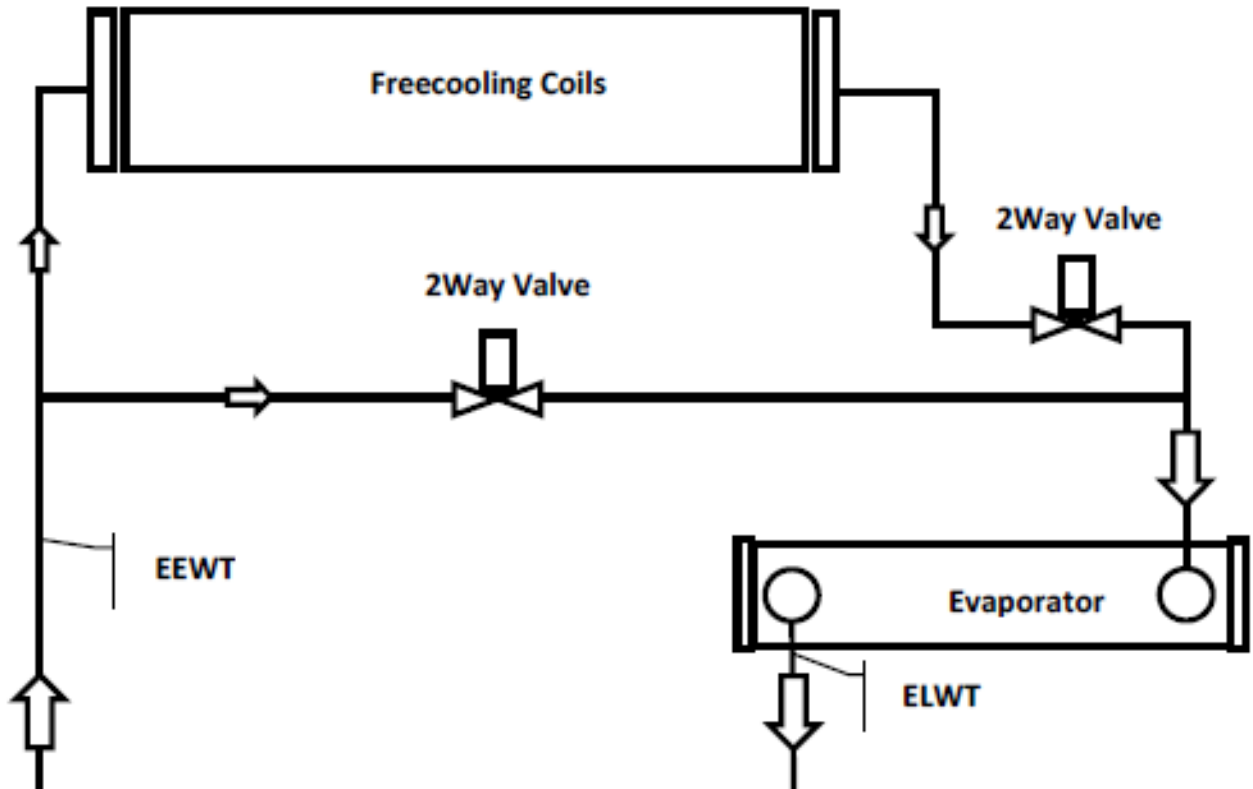 Freecooling Coils
2Way Valve
2Way Valve
EEWT
Evaporator
ELWT